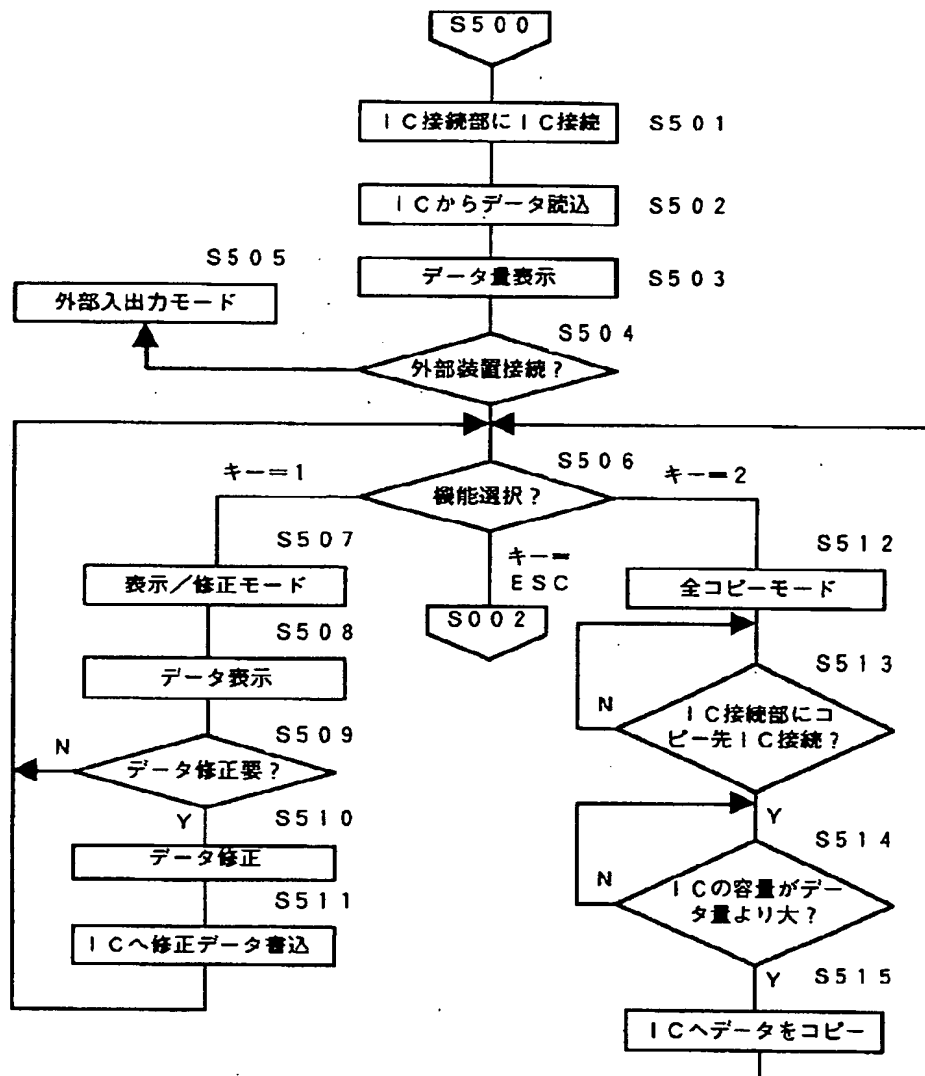 S500
IC接続部にIC接続 S501
ICからデータ読込 S502
データ量表示 S503
S505
外部入出力モード
S504
外部装置接続?
S506
キー=1
機能選択?
キー=2
S507
表示/修正モード
キー=
ESC
S002
S512
全コピーモード
S508
データ表示
S513
N
IC接続部にコ
ピー先IC接続?
S509
N
データ修正要?
Y
Y
S510
データ修正
S514
N
ICの容量がデー
タ量より大?
S511
ICへ修正データ書込
Y
S515
ICへデータをコピー